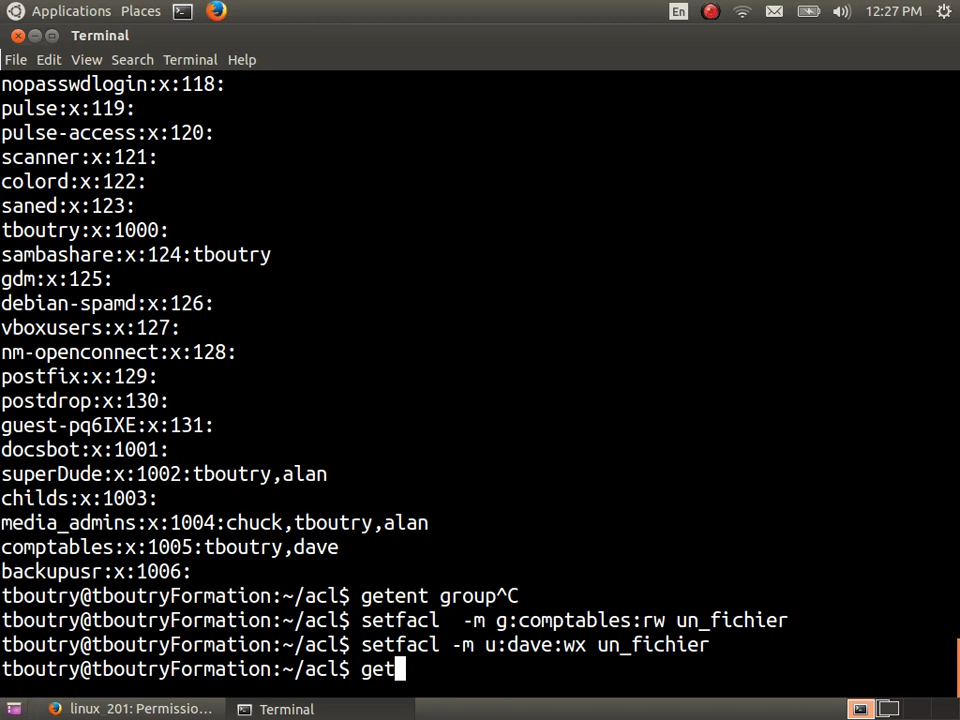 Applications Places En 12:27 PM
Terminal
File Edit View Search Terminal Help
nopasswdlogin:x:118:
pulse:x:119:
pulse-access:x:120:
scanner:x:121:
colord:x:122:
saned:x:123:
tboutry:x:1000:
sambashare:x:124:tboutry
gdm:x:125:
debian-spamd:x:126:
vboxusers:x:127:
nm-openconnect:x:128:
postfix:x:129:
postdrop:x:130:
guest-pq6IXE:x:131:
docsbot:x:1001:
superDude:x:1002:tboutry,alan
childs:x:1003:
media_admins:x:1004:chuck,tboutry,alan
comptables:x:1005:tboutry,dave
backupusr:x:1006:
tboutry@tboutryFormation:~/acl$ getent group^C
tboutry@tboutryFormation:~/acl$ setfacl  -m g:comptables:rw un_fichier
tboutry@tboutryFormation:~/acl$ setfacl -m u:dave:wx un_fichier
tboutry@tboutryFormation:~/acl$ get
linux_201: Permissio... Terminal